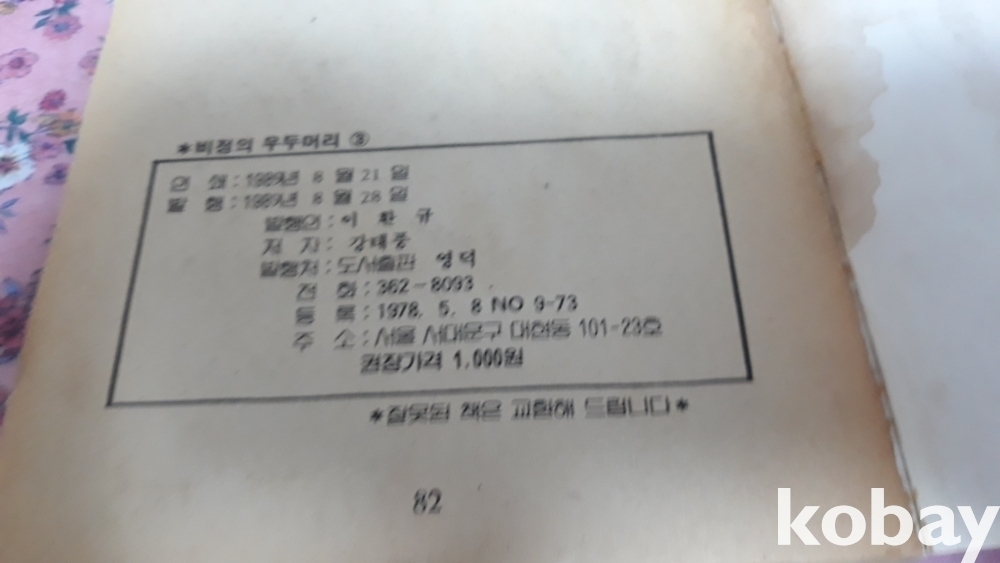 *비정의 우두머리 ③
인 쇄 : 1989년 8 월 21 일
발 행 : 1989년 8 월 28 일
발행인 : 이 환 규
저 자 : 강태풍
발행처 : 도서출판 영덕
전 화 : 362-8093
등 록 : 1978. 5. 8 NO 9-73
주 소 : 서울 서대문구 대현동 101-23호
권장가격 1,000원
*잘못된 책은 교환해 드립니다*
82
kobay